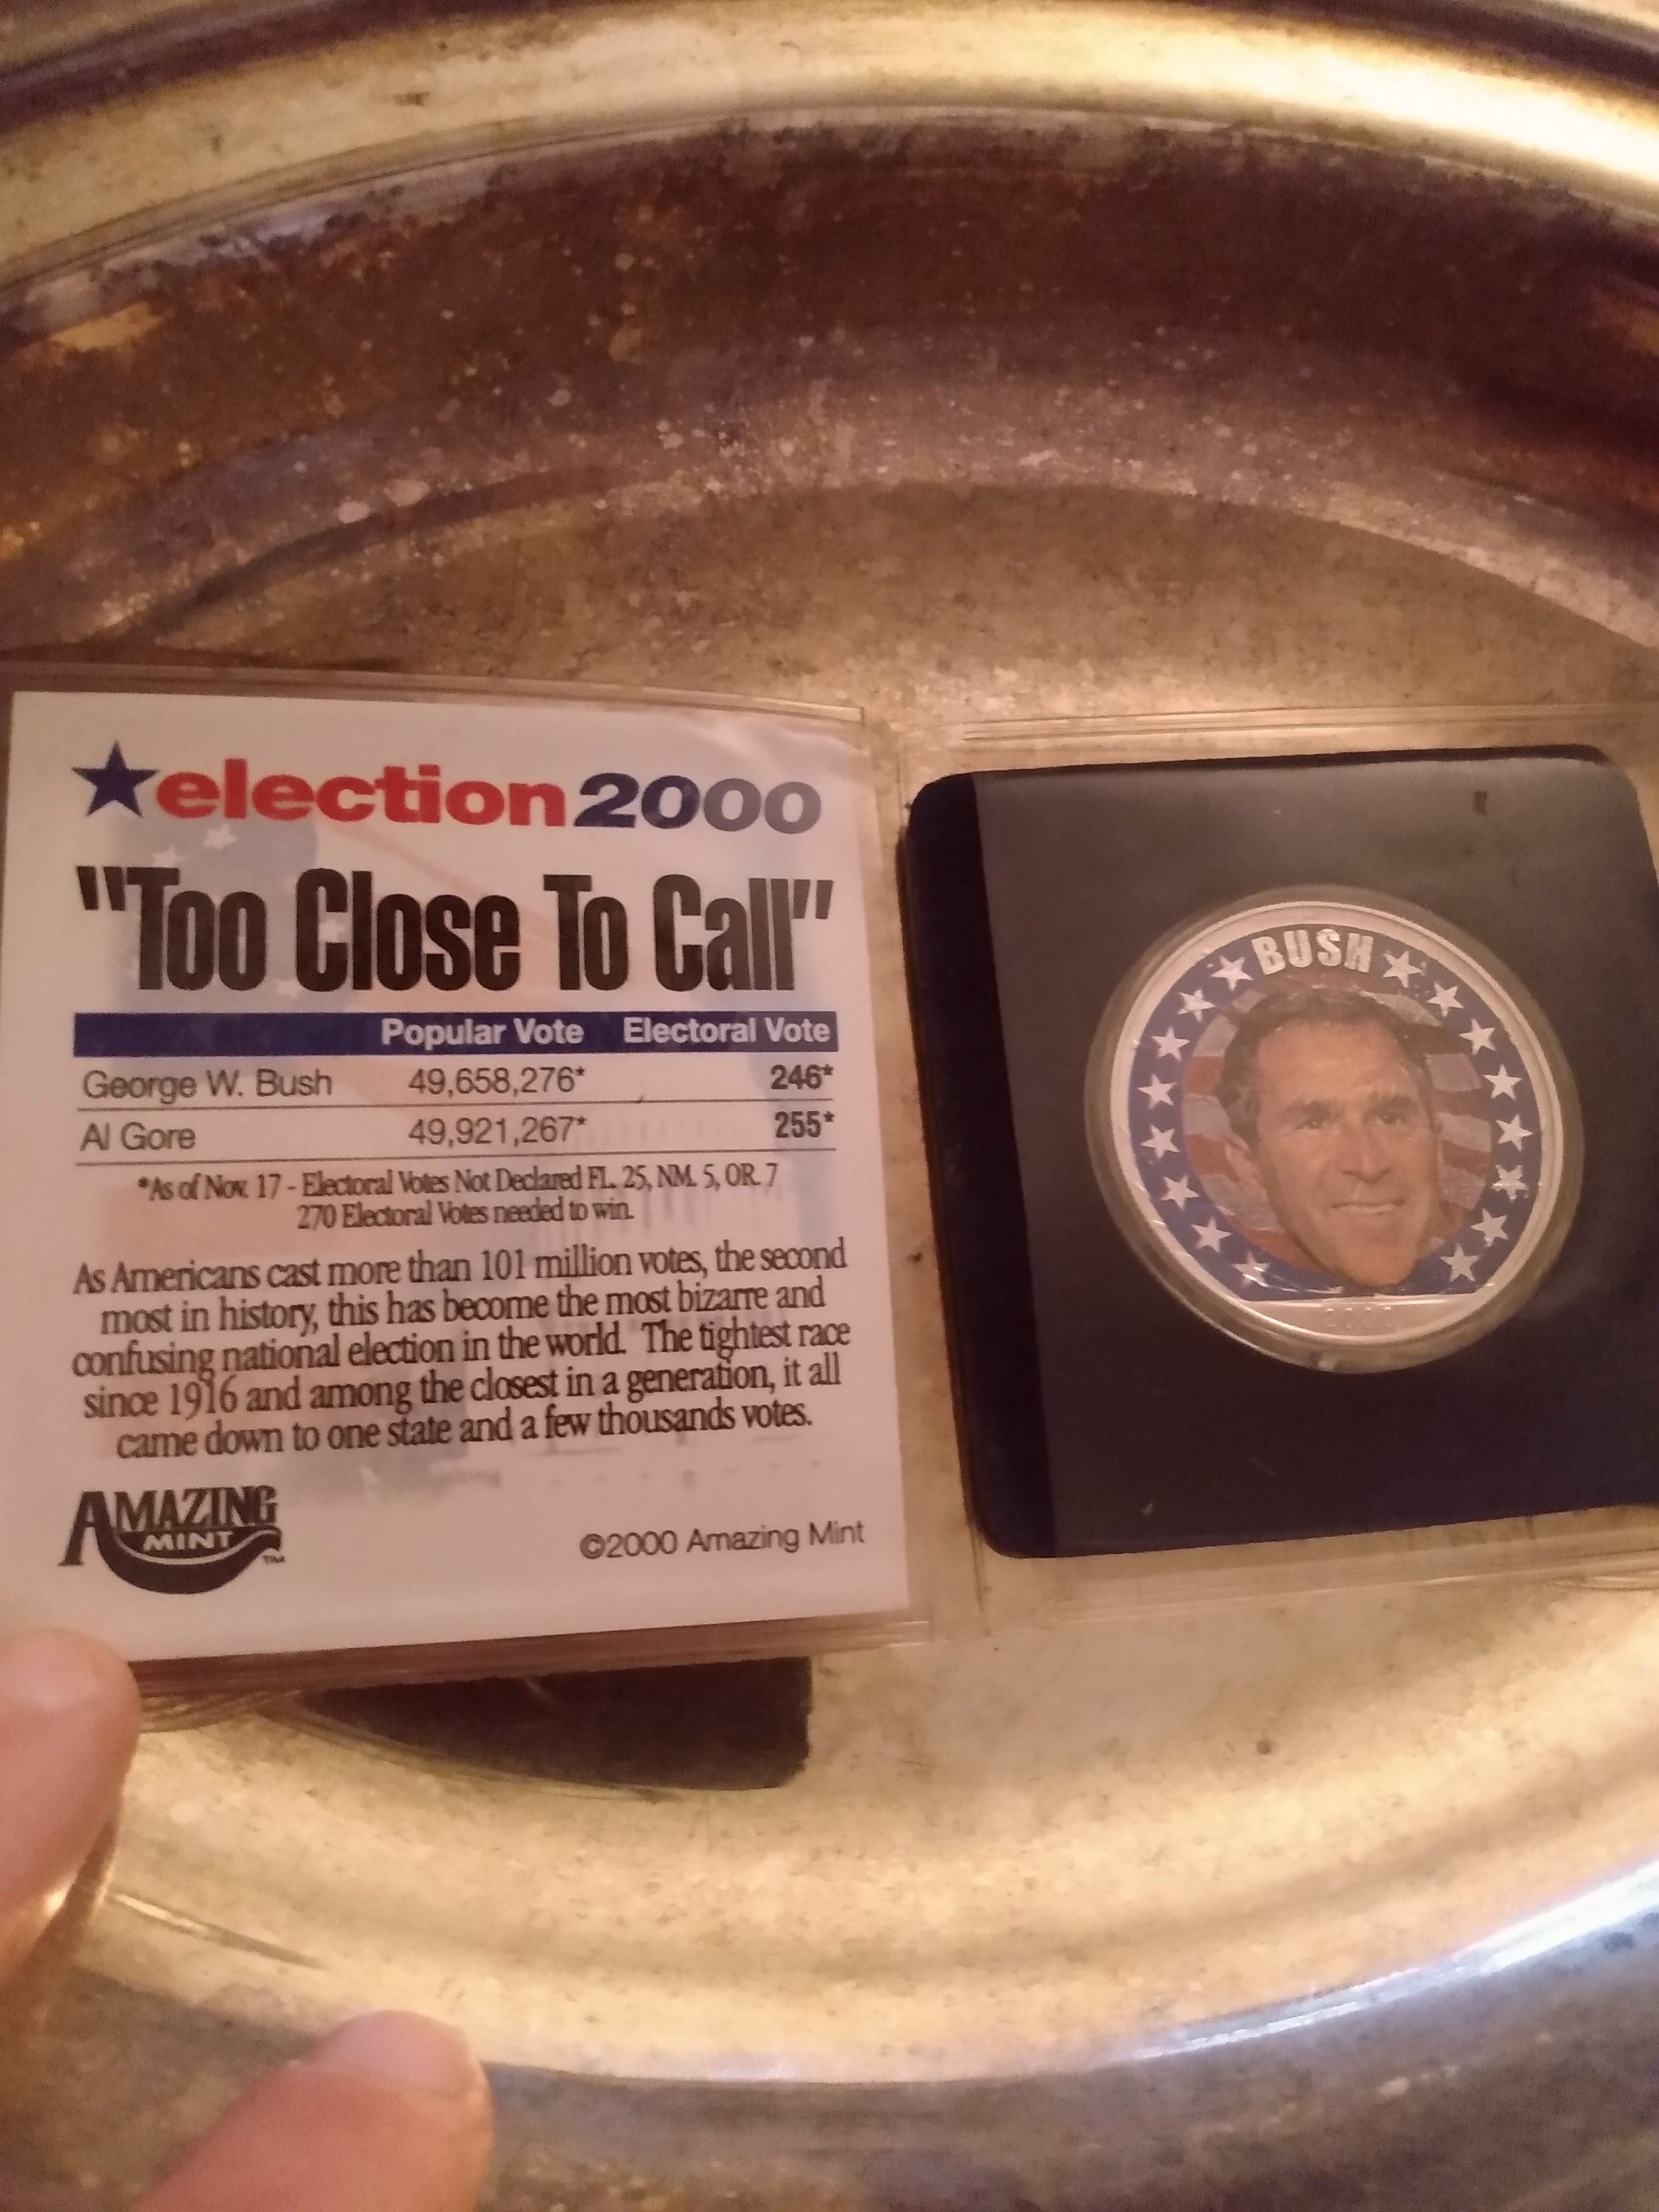 ★election2000
"Too Close To Call"
Popular Vote Electoral Vote
George W. Bush 49,658,276* 246*
Al Gore 49,921,267* 255*
*As of Nov. 17 - Electoral Votes Not Declared FL. 25, NM. 5, OR. 7
270 Electoral Votes needed to win.
As Americans cast more than 101 million votes, the second
most in history, this has become the most bizarre and
confusing national election in the world. The tightest race
since 1916 and among the closest in a generation, it all
came down to one state and a few thousands votes.
AMAZING
MINT™
©2000 Amazing Mint
BUSH
2000